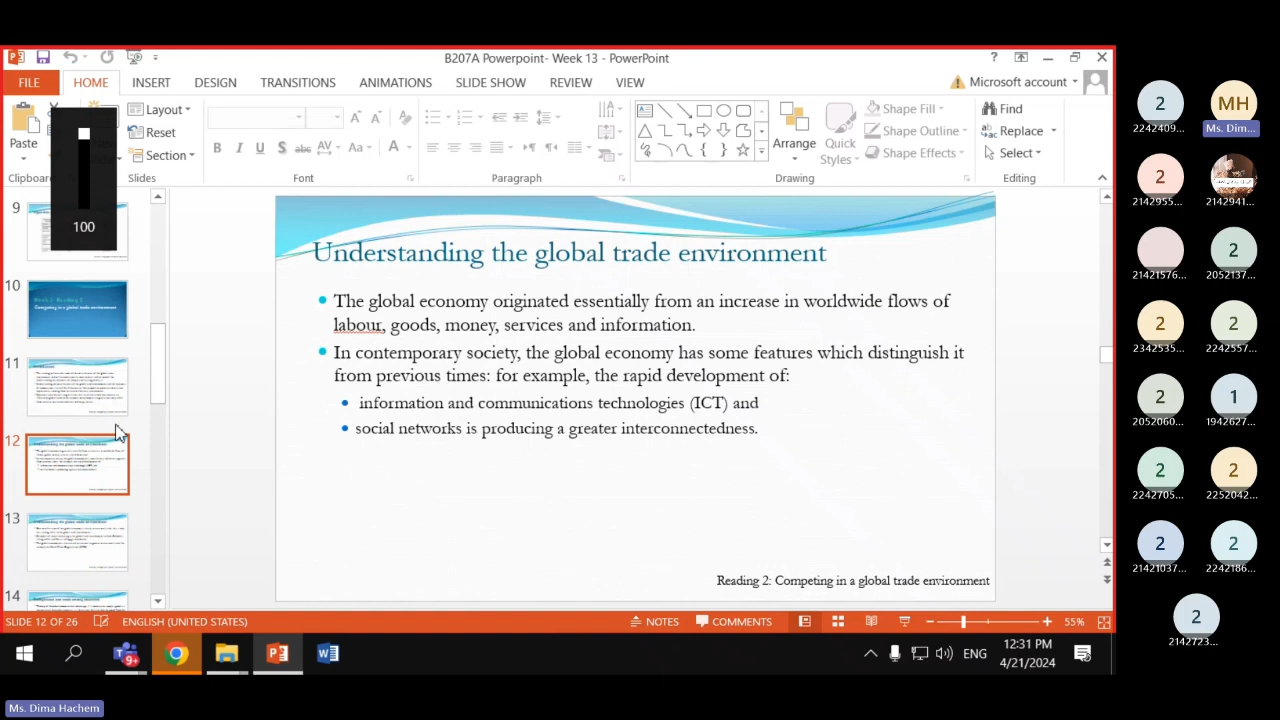 B207A Powerpoint- Week 13 - PowerPoint
FILE
HOME
INSERT
DESIGN
TRANSITIONS
ANIMATIONS
SLIDE SHOW
REVIEW
VIEW
Microsoft account
Paste
Clipboard
Layout
Reset
Section
Slides
Font
Paragraph
Arrange
Quick
Styles
Shape Fill
Shape Outline
Shape Effects
Drawing
Find
Replace
Select
Editing
100
9
10
11
12
13
14
Understanding the global trade environment
The global economy originated essentially from an increase in worldwide flows of
labour, goods, money, services and information.
In contemporary society, the global economy has some features which distinguish it
from previous times for example, the rapid development of:
information and communications technologies (ICT) and
social networks is producing a greater interconnectedness.
Reading 2: Competing in a global trade environment
SLIDE 12 OF 26
ENGLISH (UNITED STATES)
NOTES
COMMENTS
55%
9+
ENG
12:31 PM
4/21/2024
2 MH
2242409... Ms. Dim...
2
2142955... 2142941...
2
21421576... 2052137...
2 2
2342535... 2242557...
2 1
2052060... 1942627...
2 2
2242705... 2252042...
2 2
21421037... 2242186...
2
2142723...
Ms. Dima Hachem